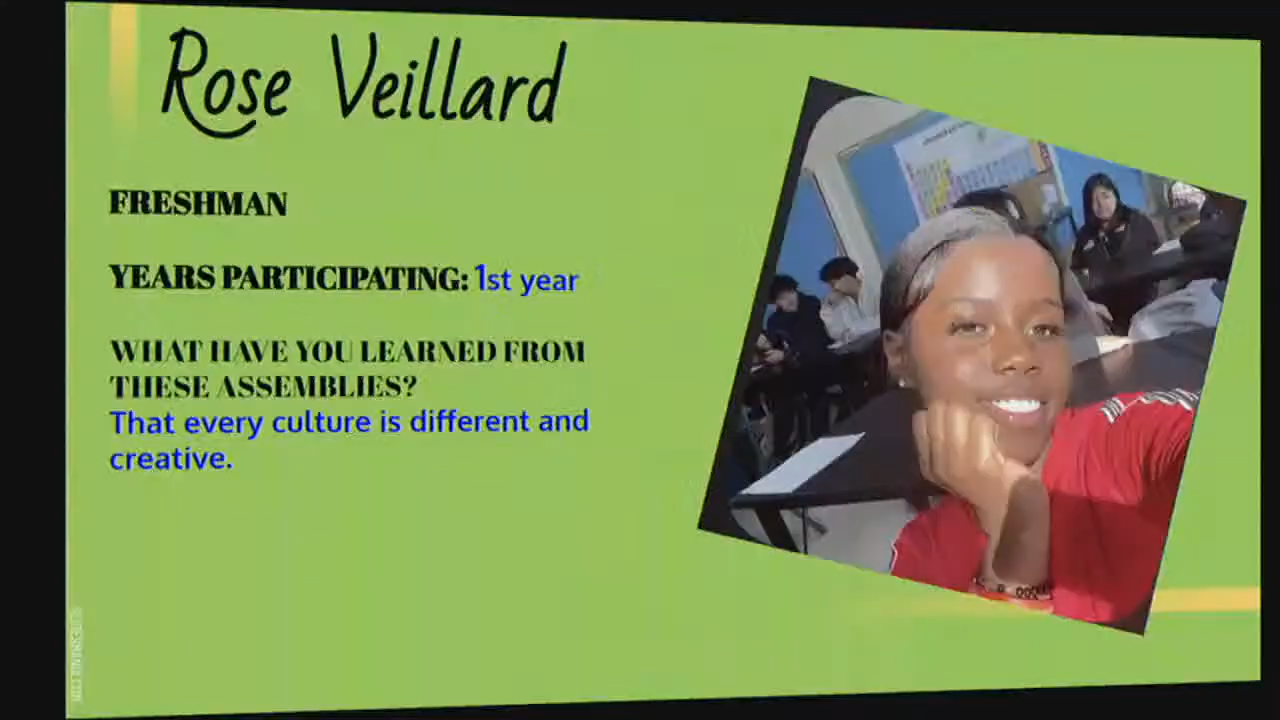 Rose Veillard
FRESHMAN
YEARS PARTICIPATING: 1st year
WHAT HAVE YOU LEARNED FROM
THESE ASSEMBLIES?
That every culture is different and
creative.